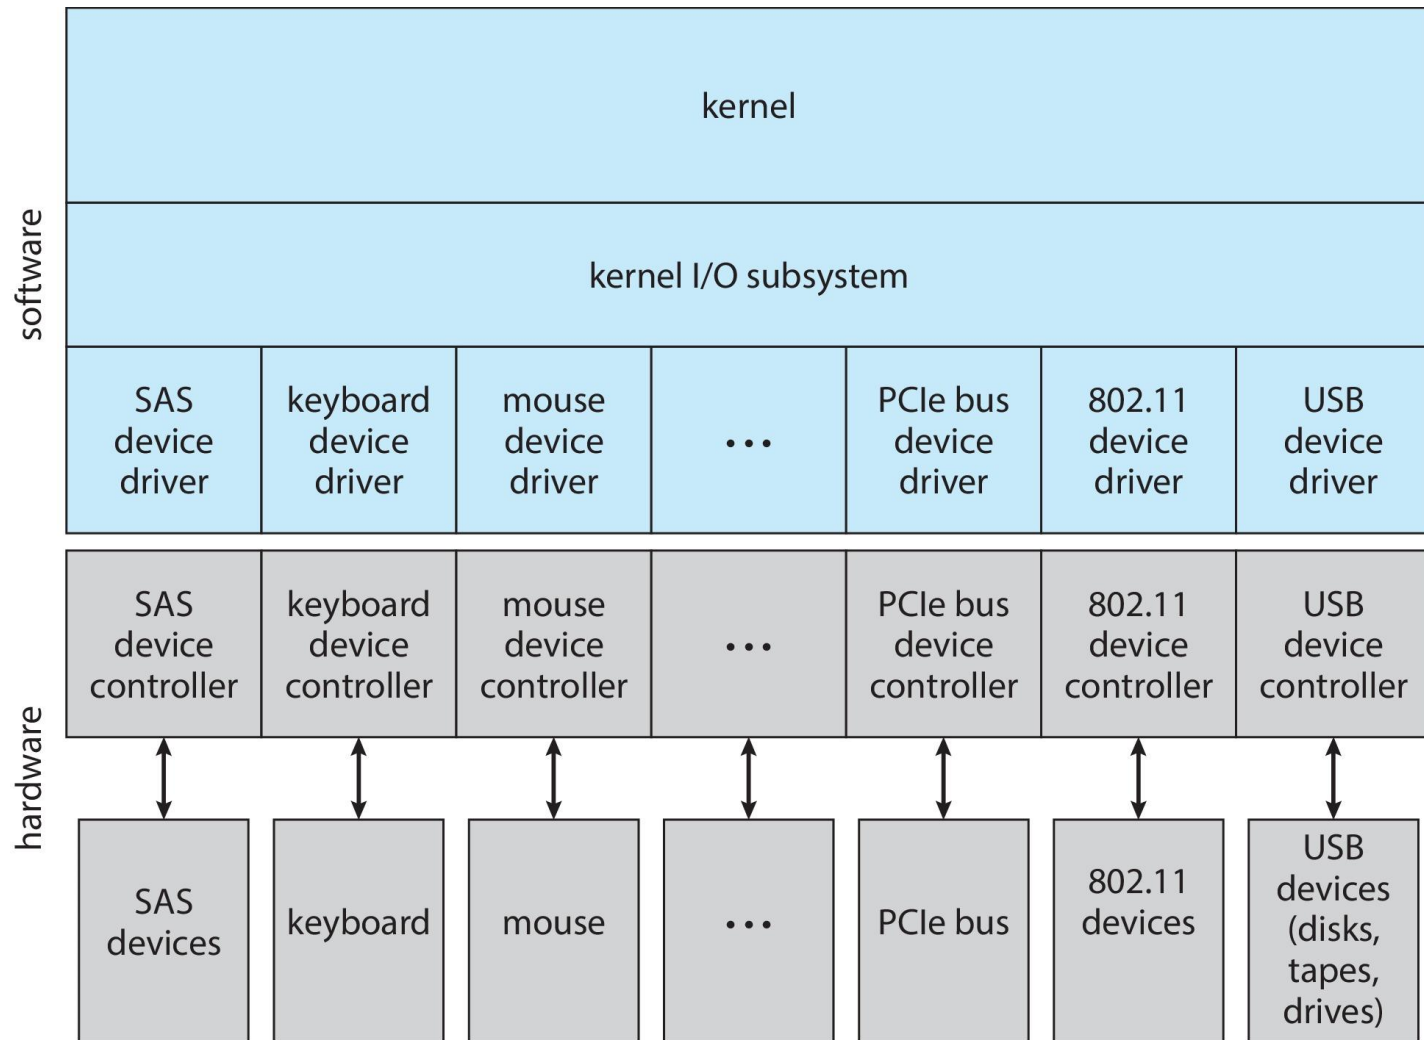 kernel
software
kernel I/O subsystem
SAS
device
driver
keyboard
device
driver
mouse
device
driver
...
PCIe bus
device
driver
802.11
device
driver
USB
device
driver
hardware
SAS
device
controller
keyboard
device
controller
mouse
device
controller
...
PCIe bus
device
controller
802.11
device
controller
USB
device
controller
SAS
devices
keyboard
mouse
...
PCIe bus
802.11
devices
USB
devices
(disks,
tapes,
drives)